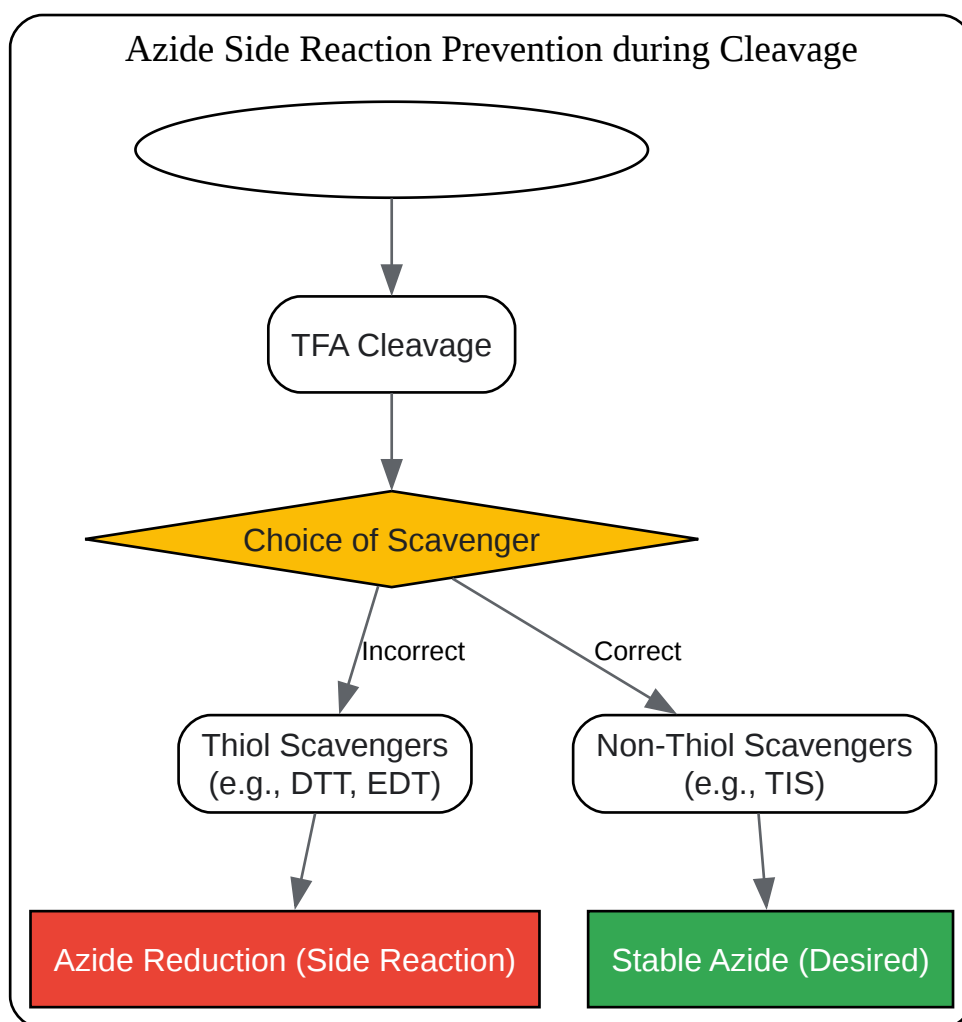 Azide Side Reaction Prevention during Cleavage
TFA Cleavage
Choice of Scavenger
Incorrect
Correct
Thiol Scavengers
(e.g., DTT, EDT)
Non-Thiol Scavengers
(e.g., TIS)
Azide Reduction (Side Reaction)
Stable Azide (Desired)